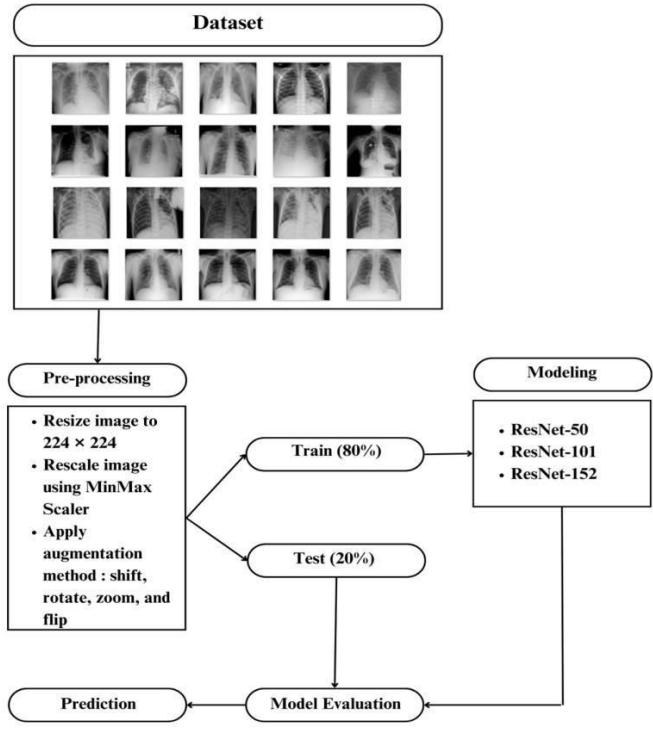 Dataset
Pre-processing
• Resize image to
224 × 224
• Rescale image
using MinMax
Scaler
• Apply
augmentation
method : shift,
rotate, zoom, and
flip
Train (80%)
Test (20%)
Modeling
• ResNet-50
• ResNet-101
• ResNet-152
Prediction
Model Evaluation